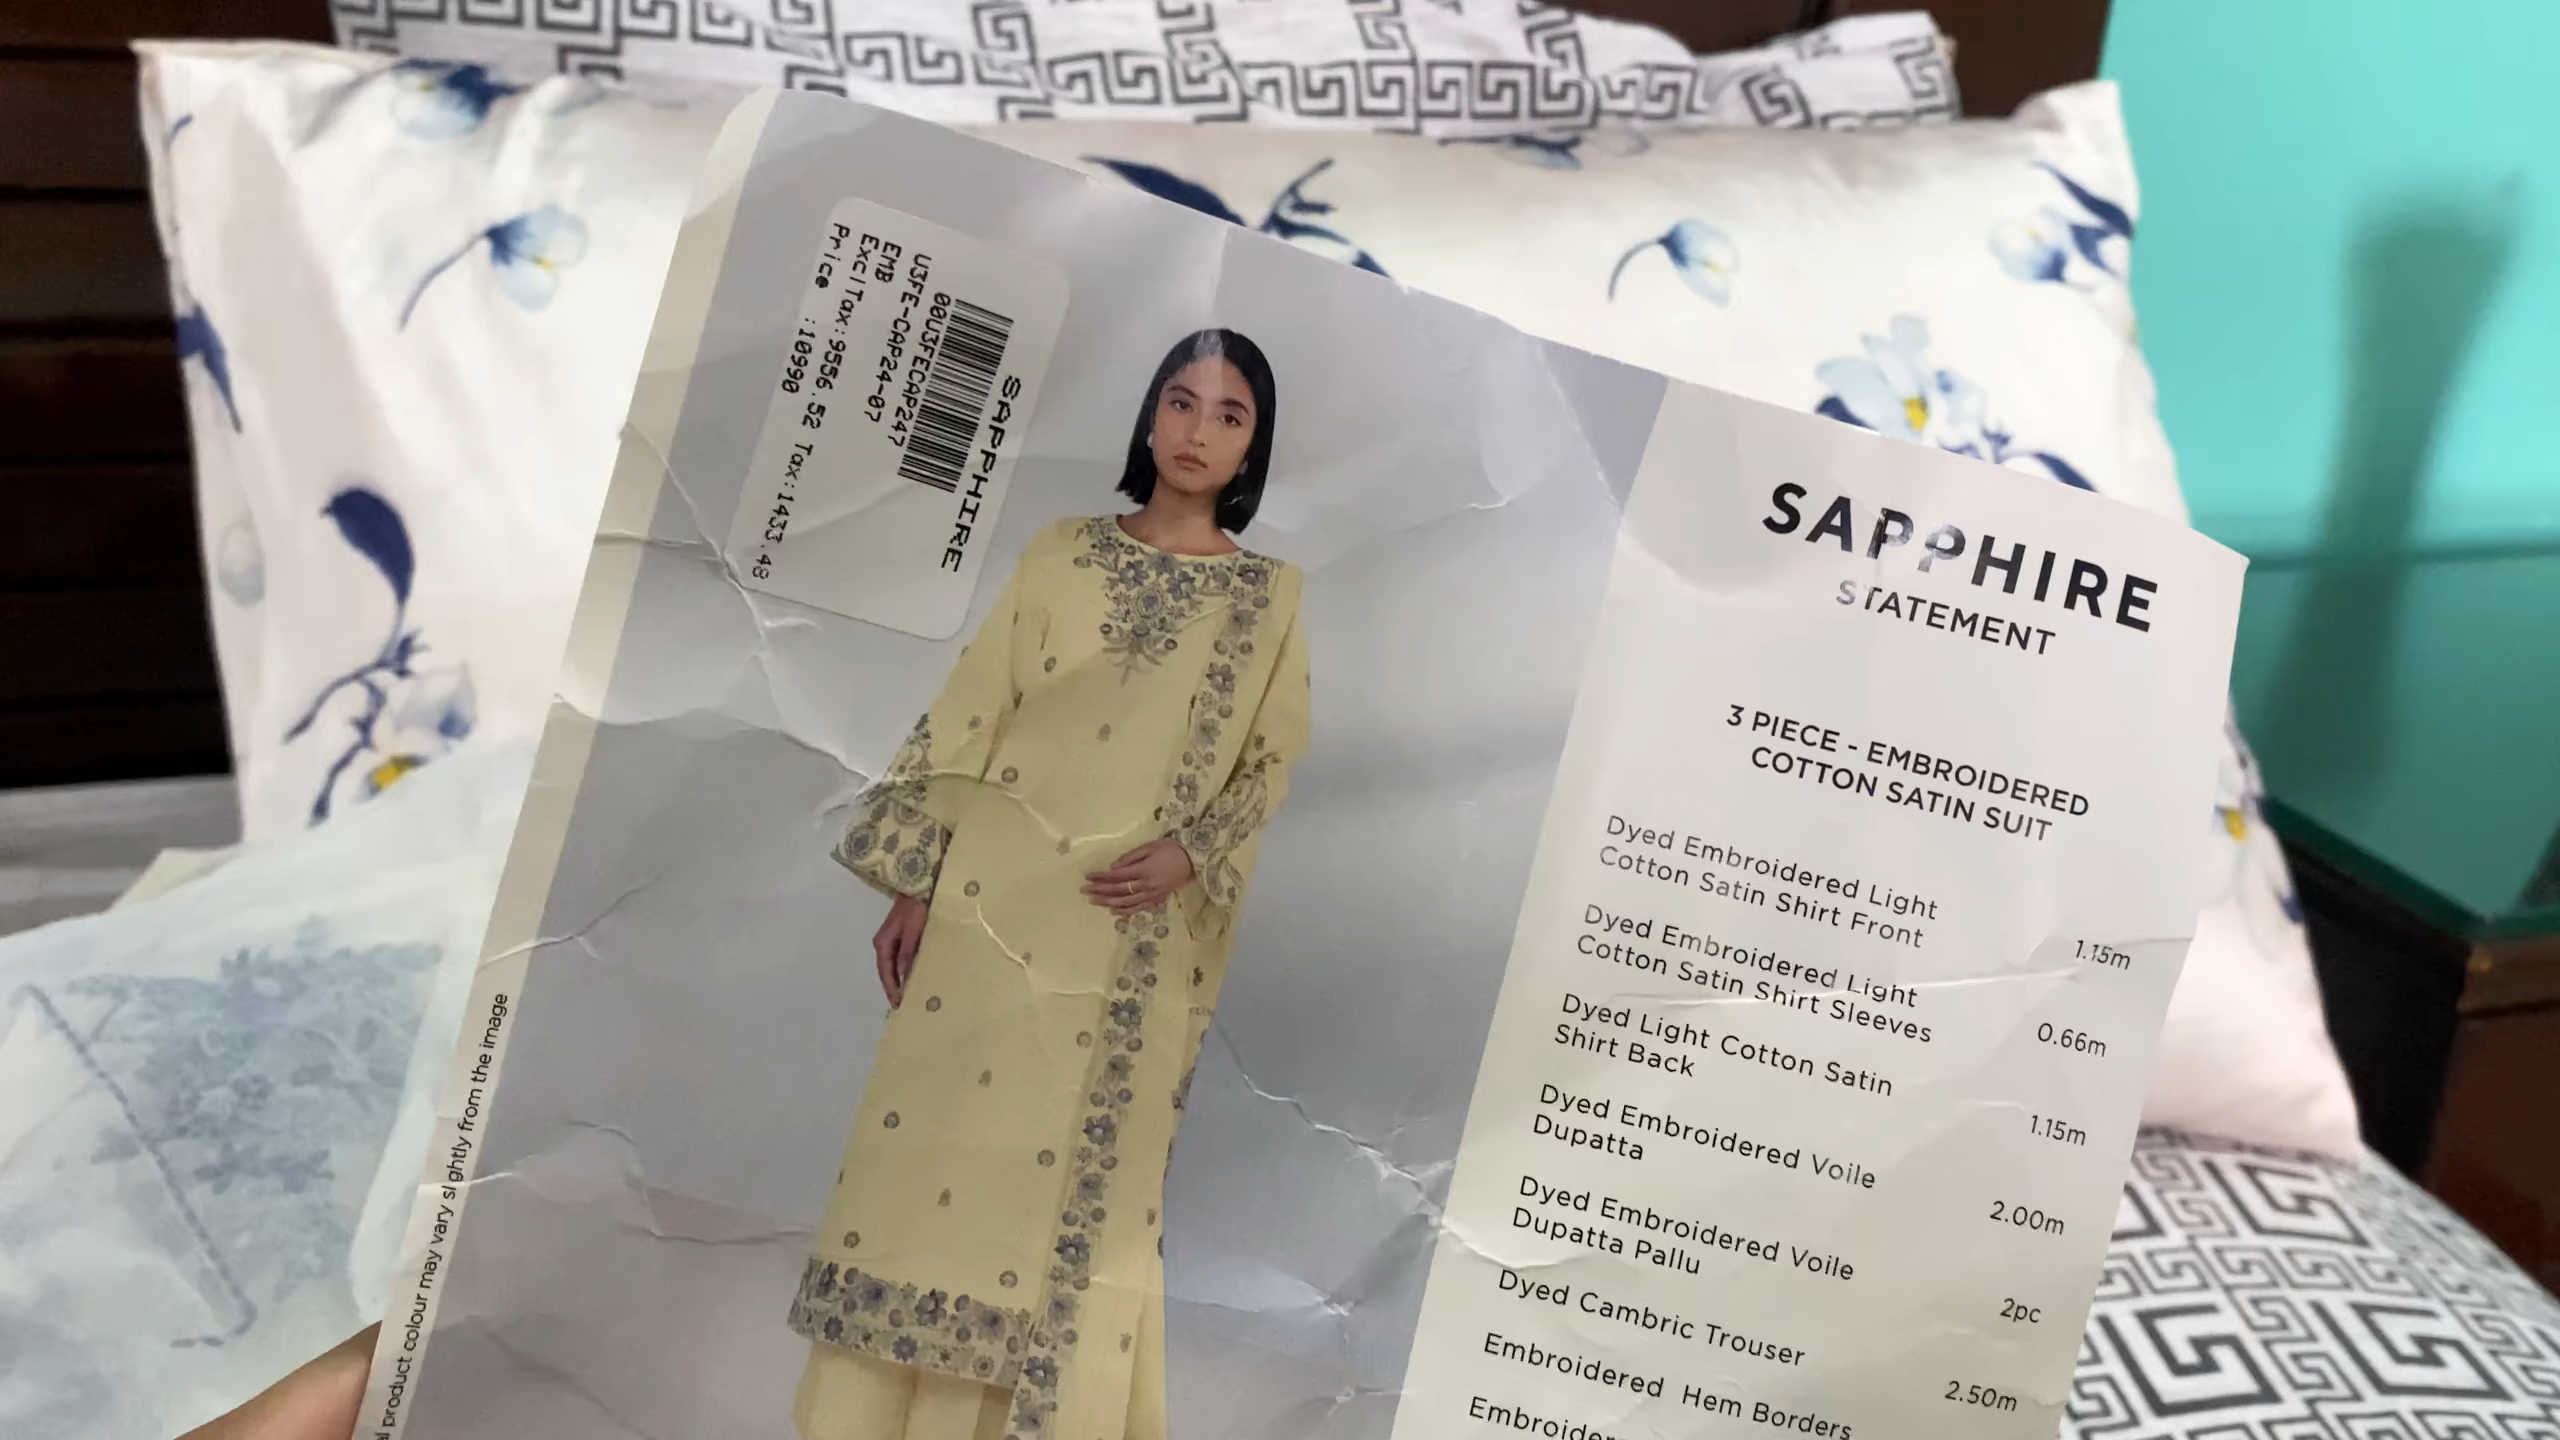 SAPPHIRE
00U3FECAP247
U3FE-CAP24-07
EMB
ExclTax:9556.52 Tax:1433.48
Price :10990
SAPPHIRE
STATEMENT
3 PIECE - EMBROIDERED
COTTON SATIN SUIT
Dyed Embroidered Light
Cotton Satin Shirt Front 1.15m
Dyed Embroidered Light
Cotton Satin Shirt Sleeves 0.66m
Dyed Light Cotton Satin
Shirt Back 1.15m
Dyed Embroidered Voile
Dupatta 2.00m
Dyed Embroidered Voile
Dupatta Pallu 2pc
Dyed Cambric Trouser 2.50m
Embroidered Hem Borders
product colour may vary slightly from the image